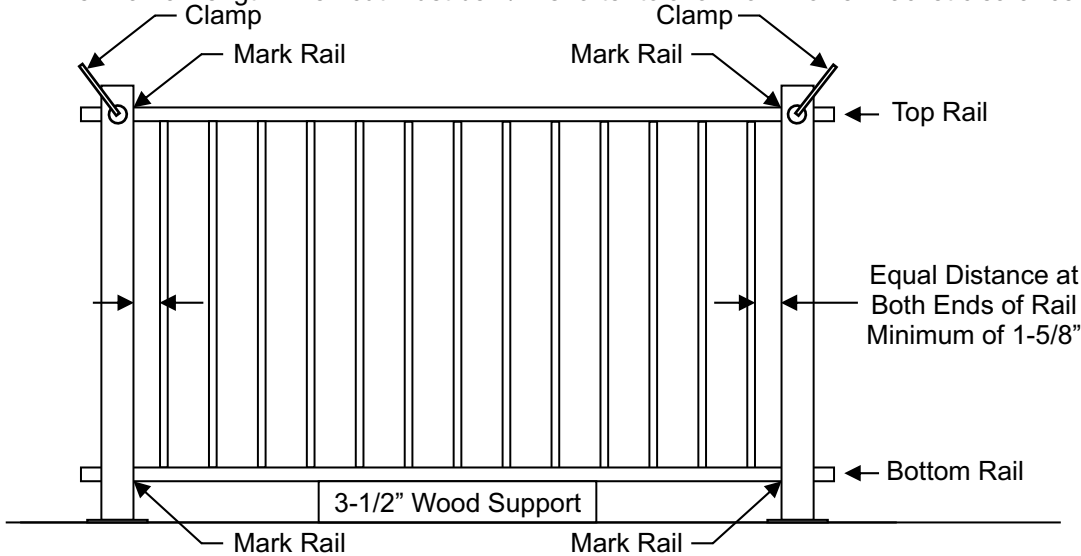 Clamp
Clamp
Mark Rail
Mark Rail
Top Rail
Equal Distance at
Both Ends of Rail
Minimum of 1-5/8”
Bottom Rail
3-1/2” Wood Support
Mark Rail
Mark Rail